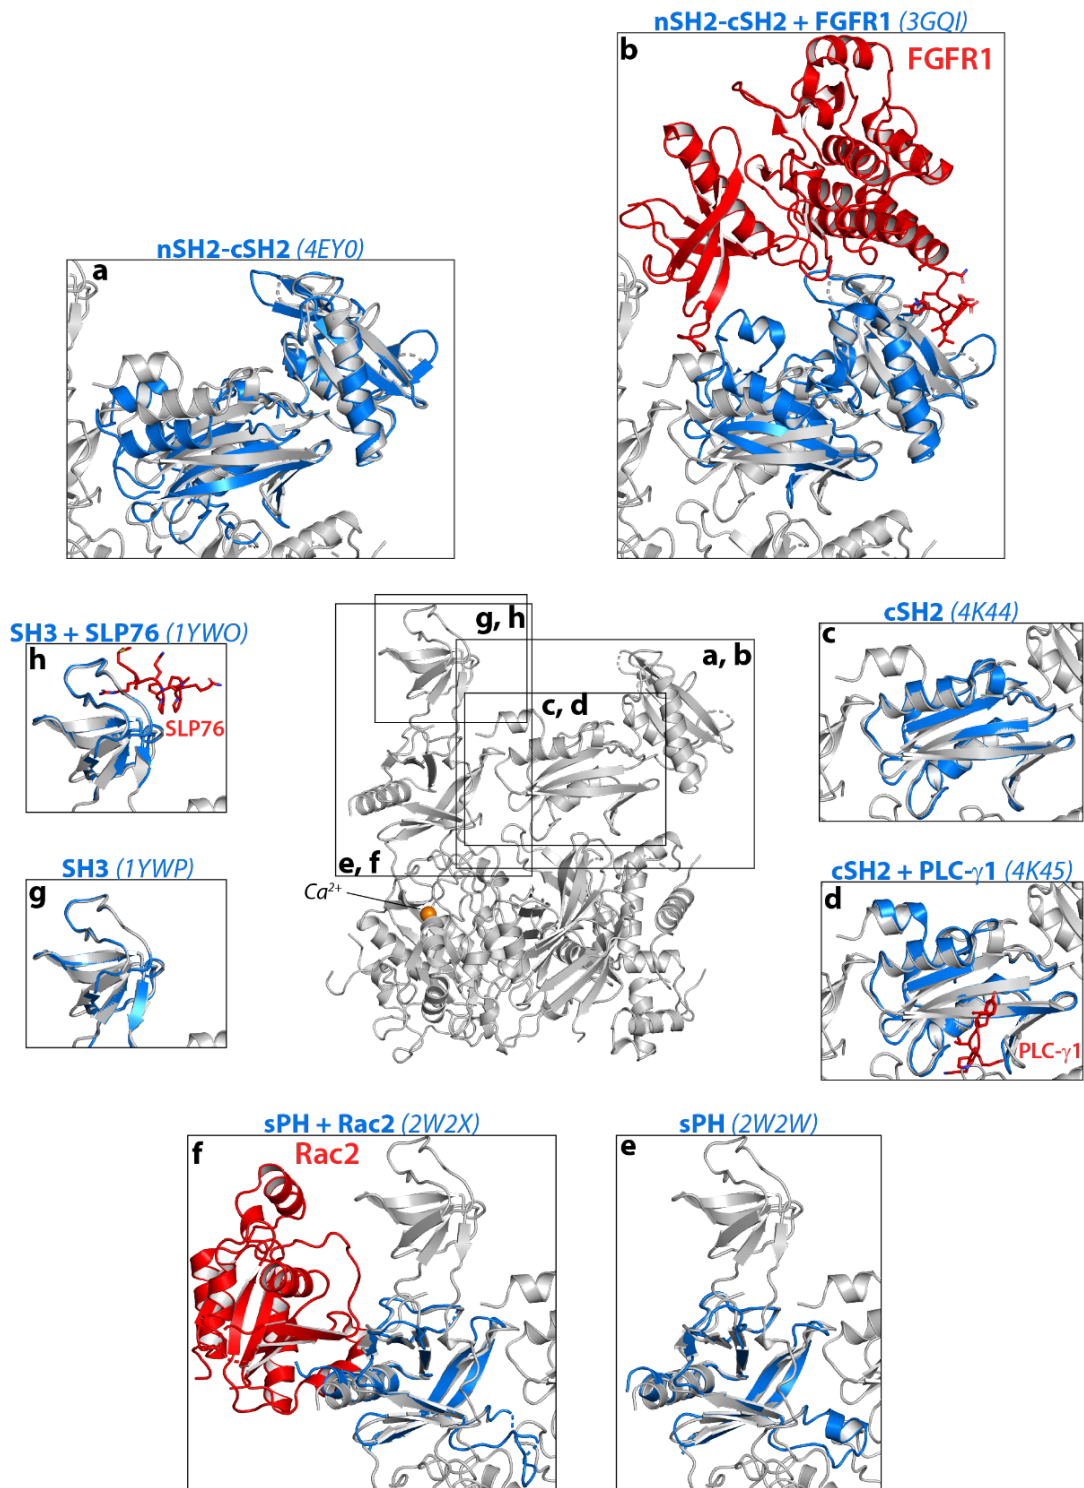 nSH2-cSH2 + FGFR1 (3GQI)
b
FGFR1
nSH2-cSH2 (4EY0)
a
SH3 + SLP76 (1YWO)
h
SLP76
g, h
a, b
c, d
e, f
Ca²⁺
cSH2 (4K44)
c
SH3 (1YWP)
g
cSH2 + PLC-γ1 (4K45)
d
PLC-γ1
sPH + Rac2 (2W2X)
f
Rac2
sPH (2W2W)
e